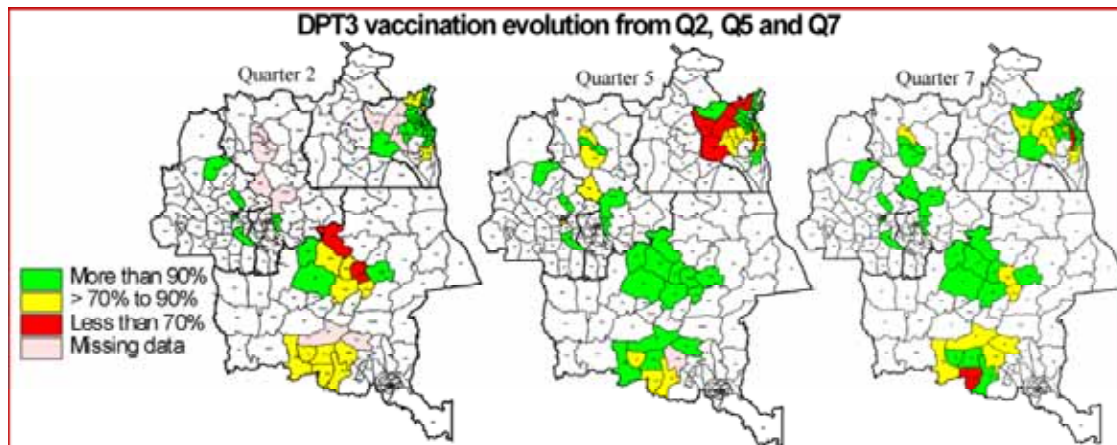 DPT3 vaccination evolution from Q2, Q5 and Q7
Quarter 2
Quarter 5
Quarter 7
More than 90%
> 70% to 90%
Less than 70%
Missing data